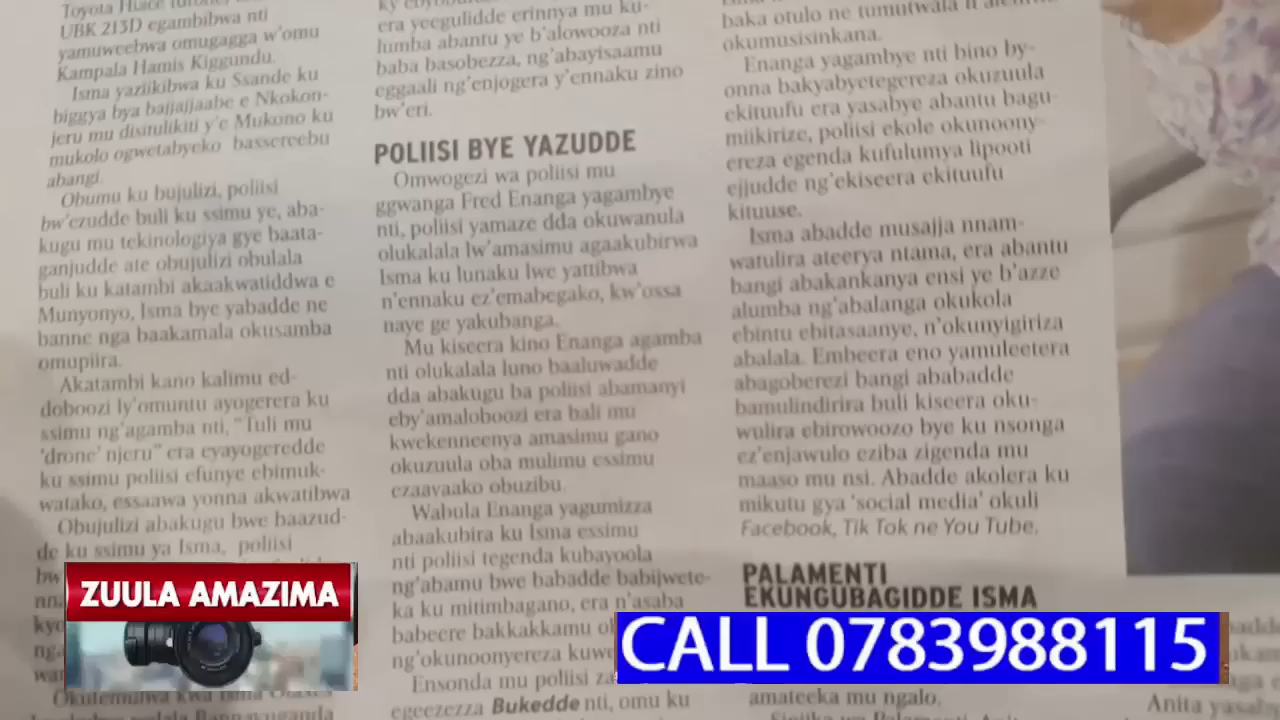 Toyota Hiace
UBK 213D egambibwa nti
yamuweebwa omugagga w'omu
Kampala Hamis Kiggundu.
Isma yaziikibwa ku Ssande ku
biggya bya bajjajjaabe e Nkokon-
jeru mu disitulikiti y'e Mukono ku
mukolo ogwetabyeko bassereebu
abangi.
Obumu ku bujulizi, poliisi
bw'ezudde buli ku ssimu ye, aba-
kugu mu tekinologiya gye baata-
ganjudde ate obujulizi obulala
buli ku katambi akaakwatiddwa e
Munyonyo, Isma bye yabadde ne
banne nga baakamala okusamba
omupiira.
Akatambi kano kalimu ed-
doboozi ly'omuntu ayogerera ku
ssimu ng'agamba nti, "Tuli mu
'drone' njeru" era eyayogeredde
ku ssimu poliisi efunye ebimuk-
watako, essaawa yonna akwatibwa
Obujulizi abakugu bwe baazud-
de ku ssimu ya Isma, poliisi
era yeegulidde erinnya mu ku-
lumba abantu ye b'alowooza nti
baba basobezza, ng'abayisaamu
eggaali ng'enjogera y'ennaku zino
bw'eri.
POLIISI BYE YAZUDDE
Omwogezi wa poliisi mu
ggwanga Fred Enanga yagambye
nti, poliisi yamaze dda okuwanula
olukalala lw'amasimu agaakubirwa
Isma ku lunaku lwe yattibwa
n'ennaku ez'emabegako, kw'ossa
naye ge yakubanga.
Mu kiseera kino Enanga agamba
nti olukalala luno baaluwadde
dda abakugu ba poliisi abamanyi
eby'amaloboozi era bali mu
kwekenneenya amasimu gano
okuzuula oba mulimu essimu
ezaavaako obuzibu.
Wabula Enanga yagumizza
abaakubira ku Isma essimu
nti poliisi tegenda kubayoola
ng'abamu bwe babadde babijwete-
ka ku mitimbagano, era n'asaba
babeere bakkakkamu
ng'okunoonyereza
Ensonda mu poliisi
egeezezza Bukedde nti, omu ku
baka otulo ne tumutwala
okumusisinkana.
Enanga yagambye nti bino by-
onna bakyabyetegereza okuzuula
ekituufu era yasabye abantu bagu-
miikirize, poliisi ekole okunoony-
ereza egenda kufulumya lipooti
ejjudde ng'ekiseera ekituufu
kituuse.
Isma abadde musajja nnam-
watulira ateerya ntama, era abantu
bangi abakankanya ensi ye b'azze
alumba ng'abalanga okukola
ebintu ebitasaanye, n'okunyigiriza
abalala. Embeera eno yamuleetera
abagoberezi bangi ababadde
bamulindirira buli kiseera oku-
wulira ebirowoozo bye ku nsonga
ez'enjawulo eziba zigenda mu
maaso mu nsi. Abadde akolera ku
mikutu gya 'social media' okuli
Facebook, Tik Tok ne You Tube.
PALAMENTI
EKUNGUBAGIDDE ISMA
amateeka mu ngalo.
ZUULA AMAZIMA
CALL 0783988115